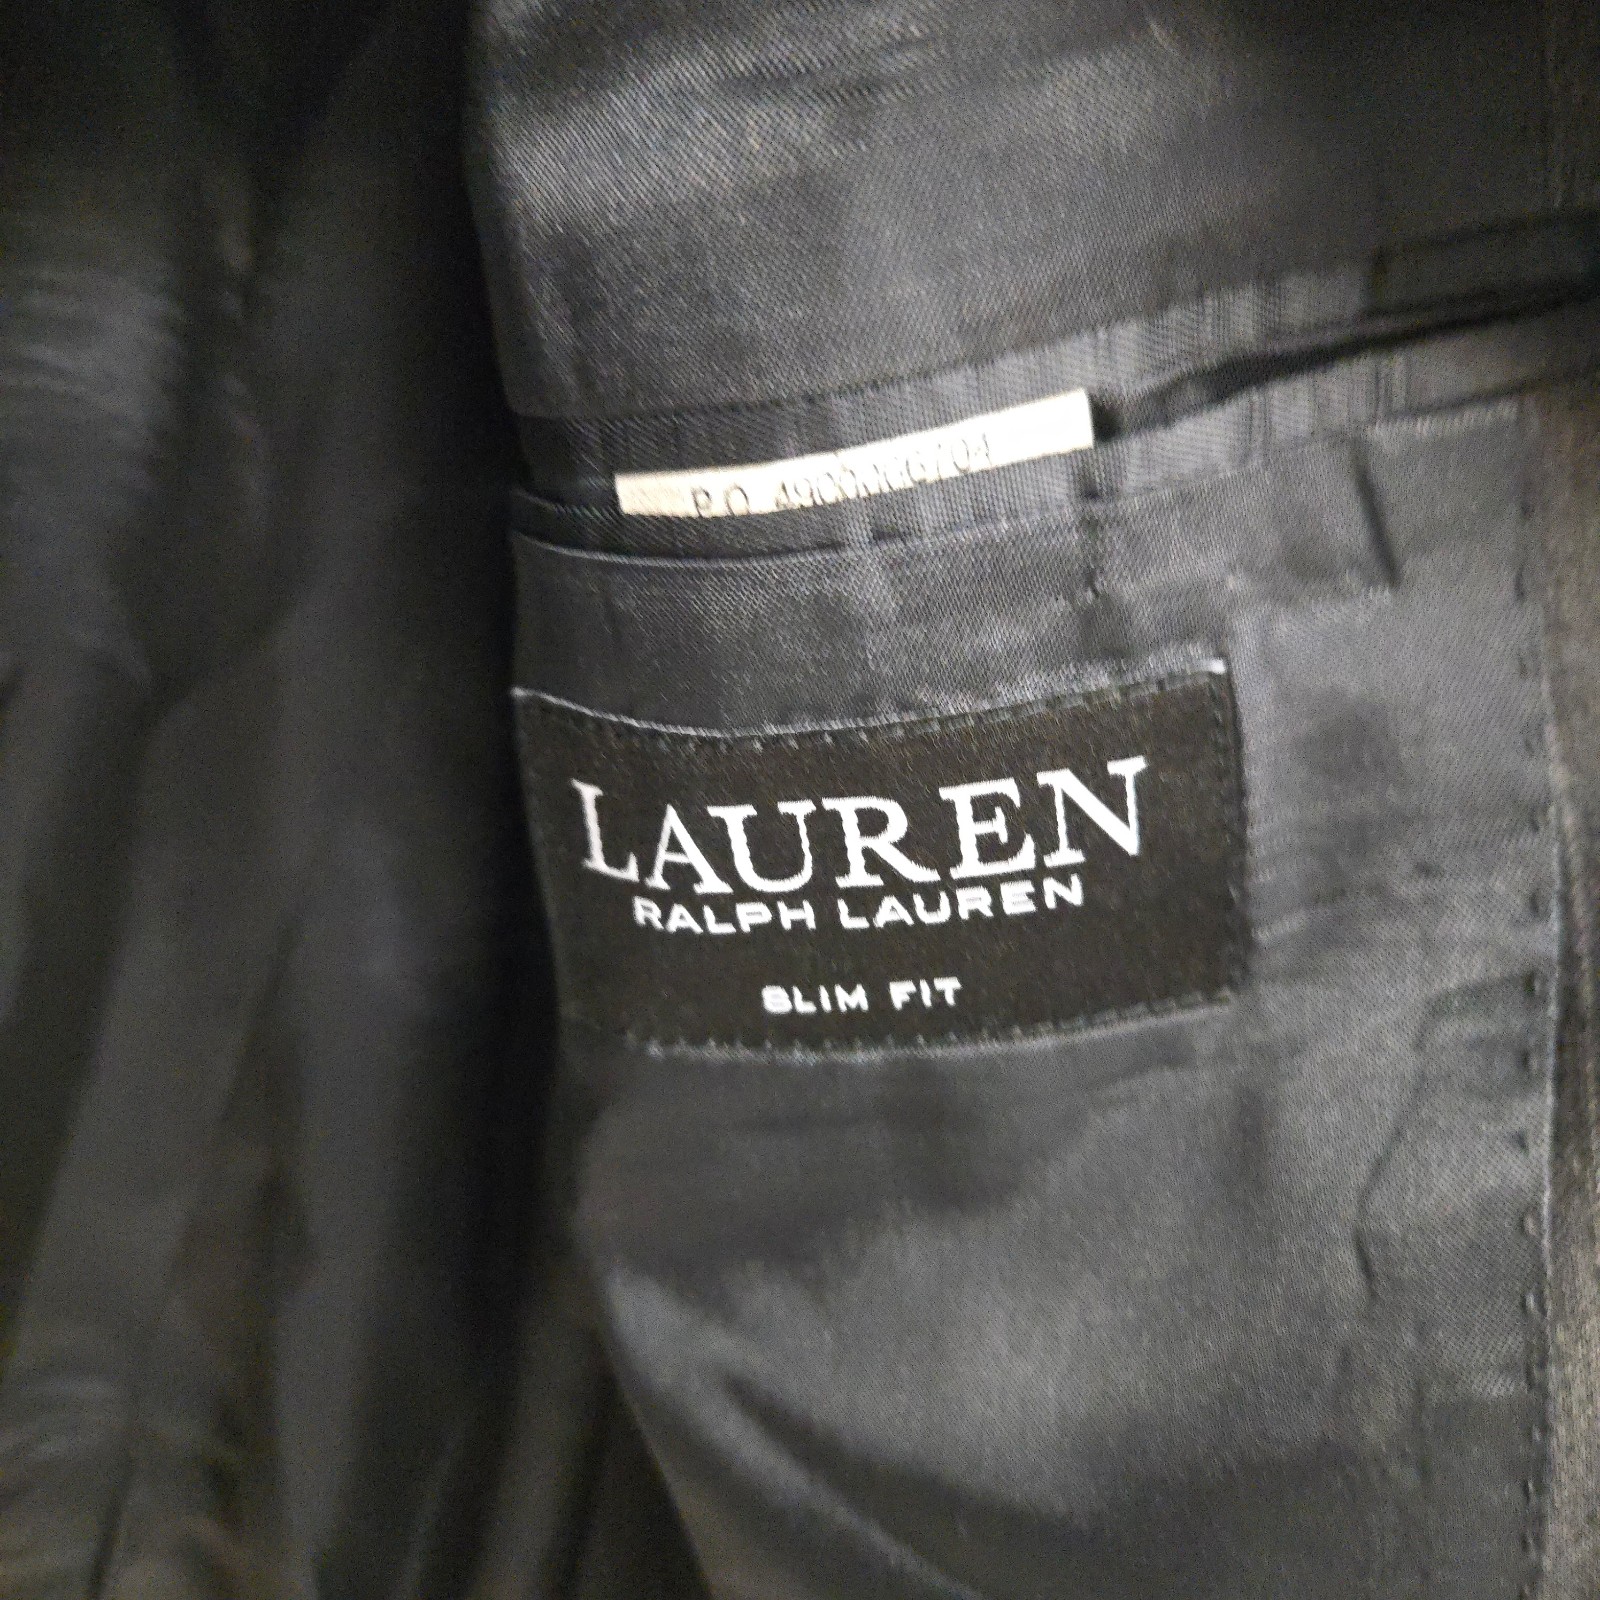 P.O.
LAUREN
RALPH LAUREN
SLIM FIT